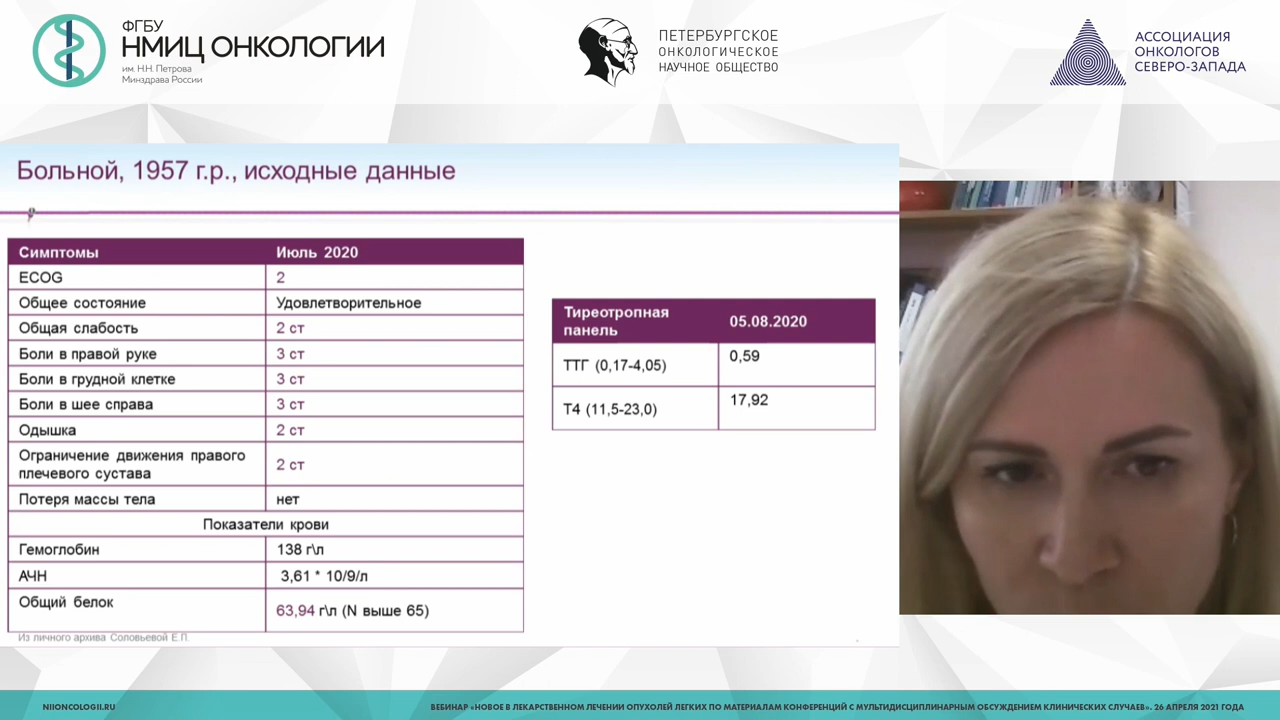 ФГБУ
НМИЦ ОНКОЛОГИИ
им. Н.Н. Петрова
Минздрава России
ПЕТЕРБУРГСКОЕ
ОНКОЛОГИЧЕСКОЕ
НАУЧНОЕ ОБЩЕСТВО
АССОЦИАЦИЯ
ОНКОЛОГОВ
СЕВЕРО-ЗАПАДА
Больной, 1957 г.р., исходные данные
Симптомы Июль 2020
ECOG 2
Общее состояние Удовлетворительное
Общая слабость 2 ст
Боли в правой руке 3 ст
Боли в грудной клетке 3 ст
Боли в шее справа 3 ст
Одышка 2 ст
Ограничение движения правого
плечевого сустава 2 ст
Потеря массы тела нет
Показатели крови
Гемоглобин 138 г\л
АЧН 3,61 * 10/9/л
Общий белок 63,94 г\л (N выше 65)
Из личного архива Соловьевой Е.П.
Тиреотропная
панель 05.08.2020
ТТГ (0,17-4,05) 0,59
Т4 (11,5-23,0) 17,92
NIIONCOLOGII.RU
ВЕБИНАР «НОВОЕ В ЛЕКАРСТВЕННОМ ЛЕЧЕНИИ ОПУХОЛЕЙ ЛЕГКИХ ПО МАТЕРИАЛАМ КОНФЕРЕНЦИЙ С МУЛЬТИДИСЦИПЛИНАРНЫМ ОБСУЖДЕНИЕМ КЛИНИЧЕСКИХ СЛУЧАЕВ». 26 АПРЕЛЯ 2021 ГОДА